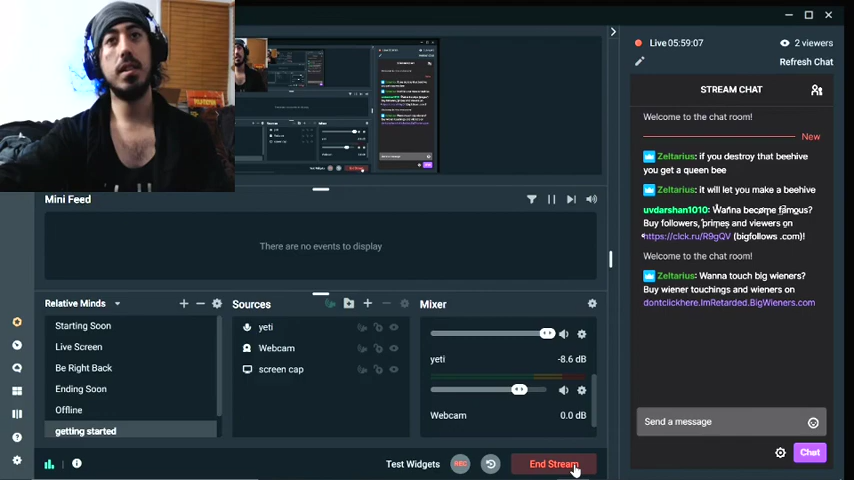 Live 05:59:07
2 viewers
Refresh Chat
STREAM CHAT
Welcome to the chat room!
New
Zeltarius: if you destroy that beehive
you get a queen bee
Zeltarius: it will let you make a beehive
uvdarshan1010: Wanna become famous?
Buy followers, primes and viewers on
https://clck.ru/R9gQV (bigfollows .com)!
Welcome to the chat room!
Zeltarius: Wanna touch big wieners?
Buy wiener touchings and wieners on
dontclickhere.ImRetarded.BigWieners.com
Send a message
Chat
Mini Feed
There are no events to display
Relative Minds
Starting Soon
Live Screen
Be Right Back
Ending Soon
Offline
getting started
Sources
yeti
Webcam
screen cap
Mixer
yeti
-8.6 dB
Webcam
0.0 dB
Test Widgets
REC
End Stream